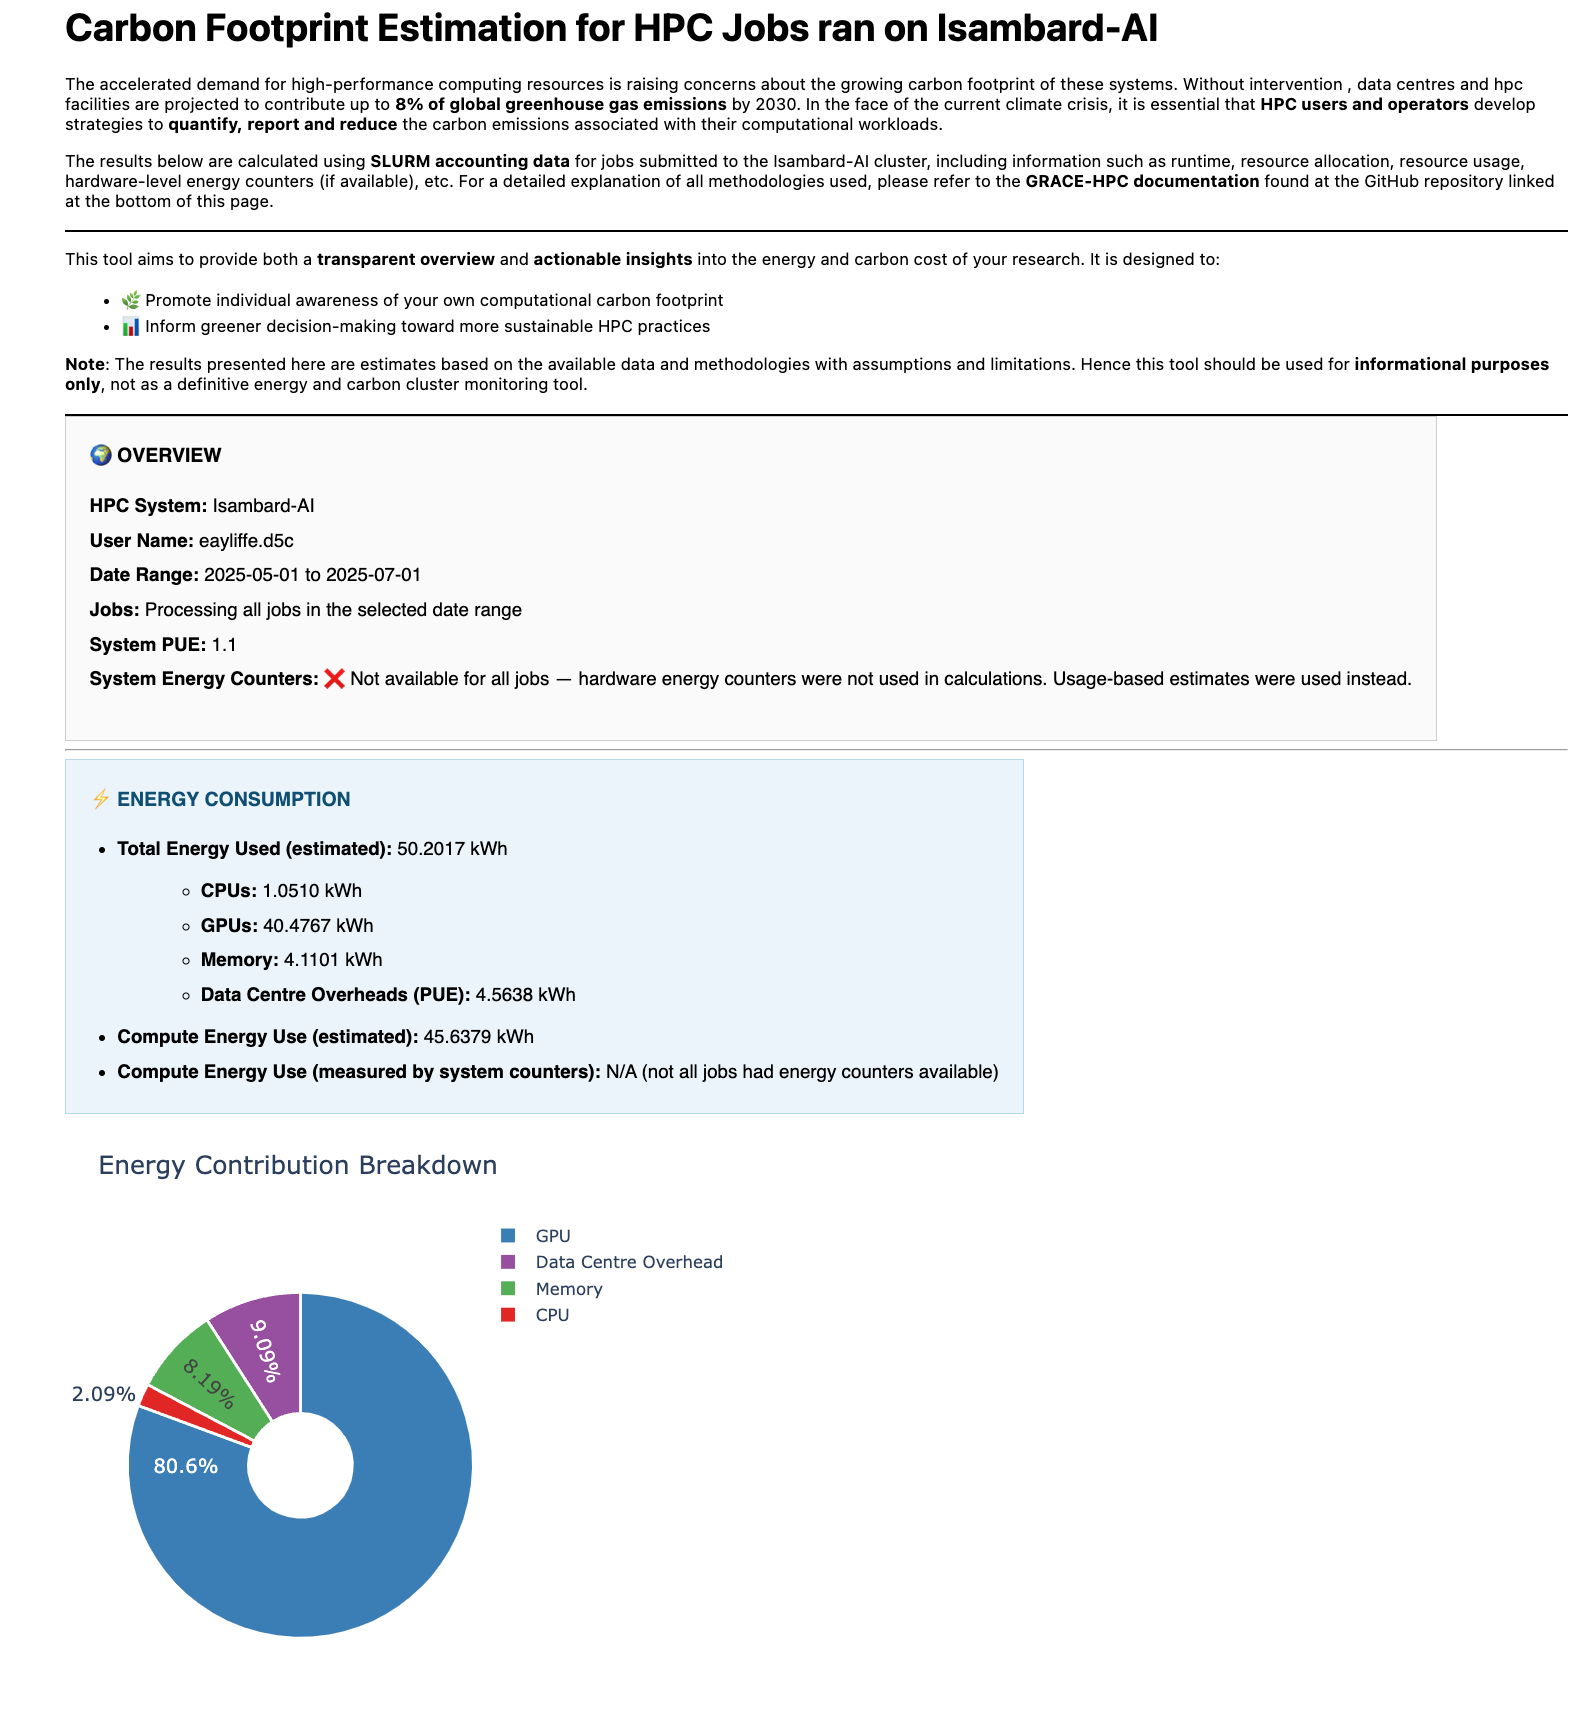 Carbon Footprint Estimation for HPC Jobs ran on Isambard-AI
The accelerated demand for high-performance computing resources is raising concerns about the growing carbon footprint of these systems. Without intervention , data centres and hpc
facilities are projected to contribute up to 8% of global greenhouse gas emissions by 2030. In the face of the current climate crisis, it is essential that HPC users and operators develop
strategies to quantify, report and reduce the carbon emissions associated with their computational workloads.
The results below are calculated using SLURM accounting data for jobs submitted to the Isambard-AI cluster, including information such as runtime, resource allocation, resource usage,
hardware-level energy counters (if available), etc. For a detailed explanation of all methodologies used, please refer to the GRACE-HPC documentation found at the GitHub repository linked
at the bottom of this page.
This tool aims to provide both a transparent overview and actionable insights into the energy and carbon cost of your research. It is designed to:
• 🌿 Promote individual awareness of your own computational carbon footprint
• 📊 Inform greener decision-making toward more sustainable HPC practices
Note: The results presented here are estimates based on the available data and methodologies with assumptions and limitations. Hence this tool should be used for informational purposes
only, not as a definitive energy and carbon cluster monitoring tool.
🌍 OVERVIEW
HPC System: Isambard-AI
User Name: eayliffe.d5c
Date Range: 2025-05-01 to 2025-07-01
Jobs: Processing all jobs in the selected date range
System PUE: 1.1
System Energy Counters: ❌ Not available for all jobs — hardware energy counters were not used in calculations. Usage-based estimates were used instead.
⚡ ENERGY CONSUMPTION
• Total Energy Used (estimated): 50.2017 kWh
◦ CPUs: 1.0510 kWh
◦ GPUs: 40.4767 kWh
◦ Memory: 4.1101 kWh
◦ Data Centre Overheads (PUE): 4.5638 kWh
• Compute Energy Use (estimated): 45.6379 kWh
• Compute Energy Use (measured by system counters): N/A (not all jobs had energy counters available)
Energy Contribution Breakdown
GPU
Data Centre Overhead
Memory
CPU
9.09%
8.19%
2.09%
80.6%